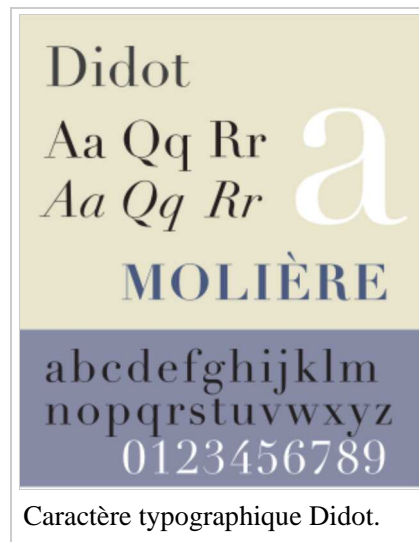 Didot
Aa Qq Rr
Aa Qq Rr
a
MOLIÈRE
abcdefghijklm
nopqrstuvwxyz
0123456789
Caractère typographique Didot.